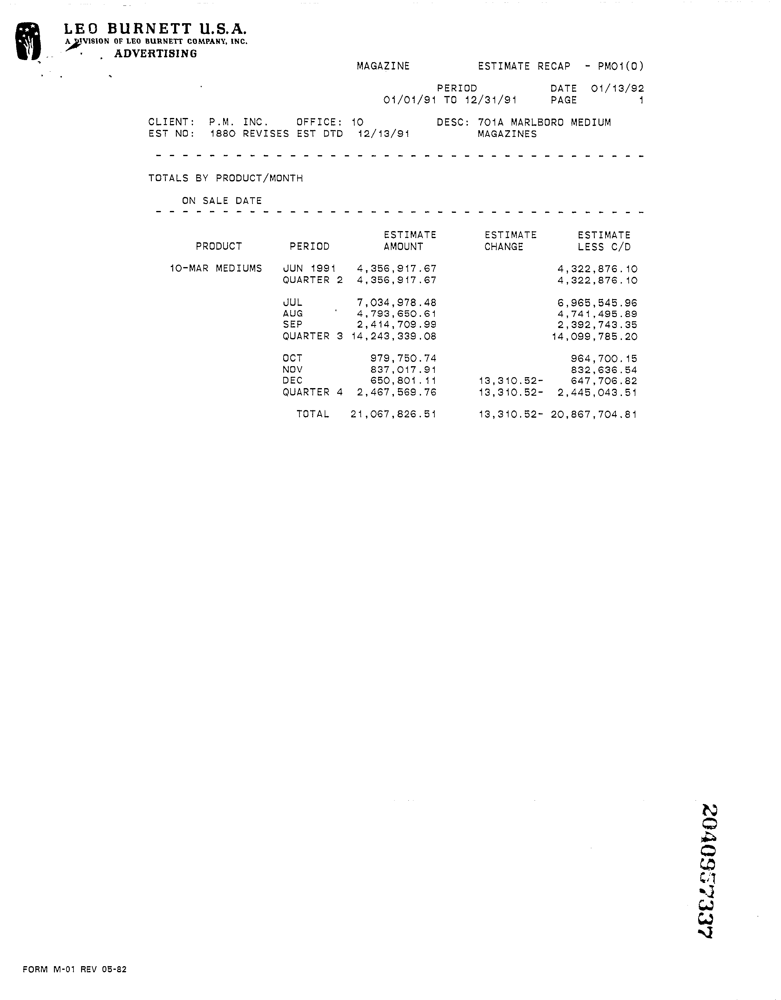 LEO BURNETT U.S.A.
A DIVISION OF LEO BURNETT COMPANY, INC.
ADVERTISING
MAGAZINE ESTIMATE RECAP - PM01(0)
PERIOD DATE 01/13/92
01/01/91 TO 12/31/91 PAGE 1
CLIENT: P.M. INC. OFFICE: 10 DESC: 701A MARLBORO MEDIUM
EST NO: 1880 REVISES EST DTD 12/13/91 MAGAZINES
TOTALS BY PRODUCT/MONTH
ON SALE DATE
ESTIMATE ESTIMATE ESTIMATE
PRODUCT PERIOD AMOUNT CHANGE LESS C/D
10-MAR MEDIUMS JUN 1991 4,356,917.67 4,322,876.10
QUARTER 2 4,356,917.67 4,322,876.10
JUL 7,034,978.48 6,965,545.96
AUG 4,793,650.61 4,741,495.89
SEP 2,414,709.99 2,392,743.35
QUARTER 3 14,243,339.08 14,099,785.20
OCT 979,750.74 964,700.15
NOV 837,017.91 832,636.54
DEC 650,801.11 13,310.52- 647,706.82
QUARTER 4 2,467,569.76 13,310.52- 2,445,043.51
TOTAL 21,067,826.51 13,310.52- 20,867,704.81
2040957337
FORM M-01 REV 05-82